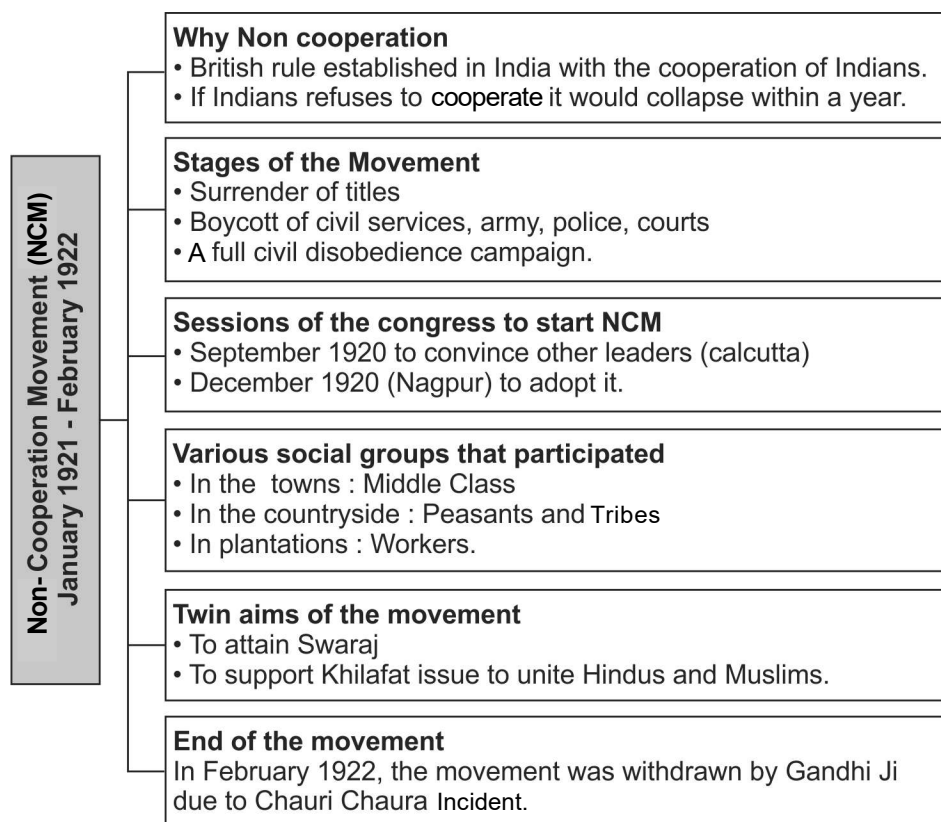 Non-Cooperation Movement (NCM)
January 1921 - February 1922
Why Non cooperation
• British rule established in India with the cooperation of Indians.
• If Indians refuses to cooperate it would collapse within a year.
Stages of the Movement
• Surrender of titles
• Boycott of civil services, army, police, courts
• A full civil disobedience campaign.
Sessions of the congress to start NCM
• September 1920 to convince other leaders (calcutta)
• December 1920 (Nagpur) to adopt it.
Various social groups that participated
• In the towns : Middle Class
• In the countryside : Peasants and Tribes
• In plantations : Workers.
Twin aims of the movement
• To attain Swaraj
• To support Khilafat issue to unite Hindus and Muslims.
End of the movement
In February 1922, the movement was withdrawn by Gandhi Ji
due to Chauri Chaura Incident.